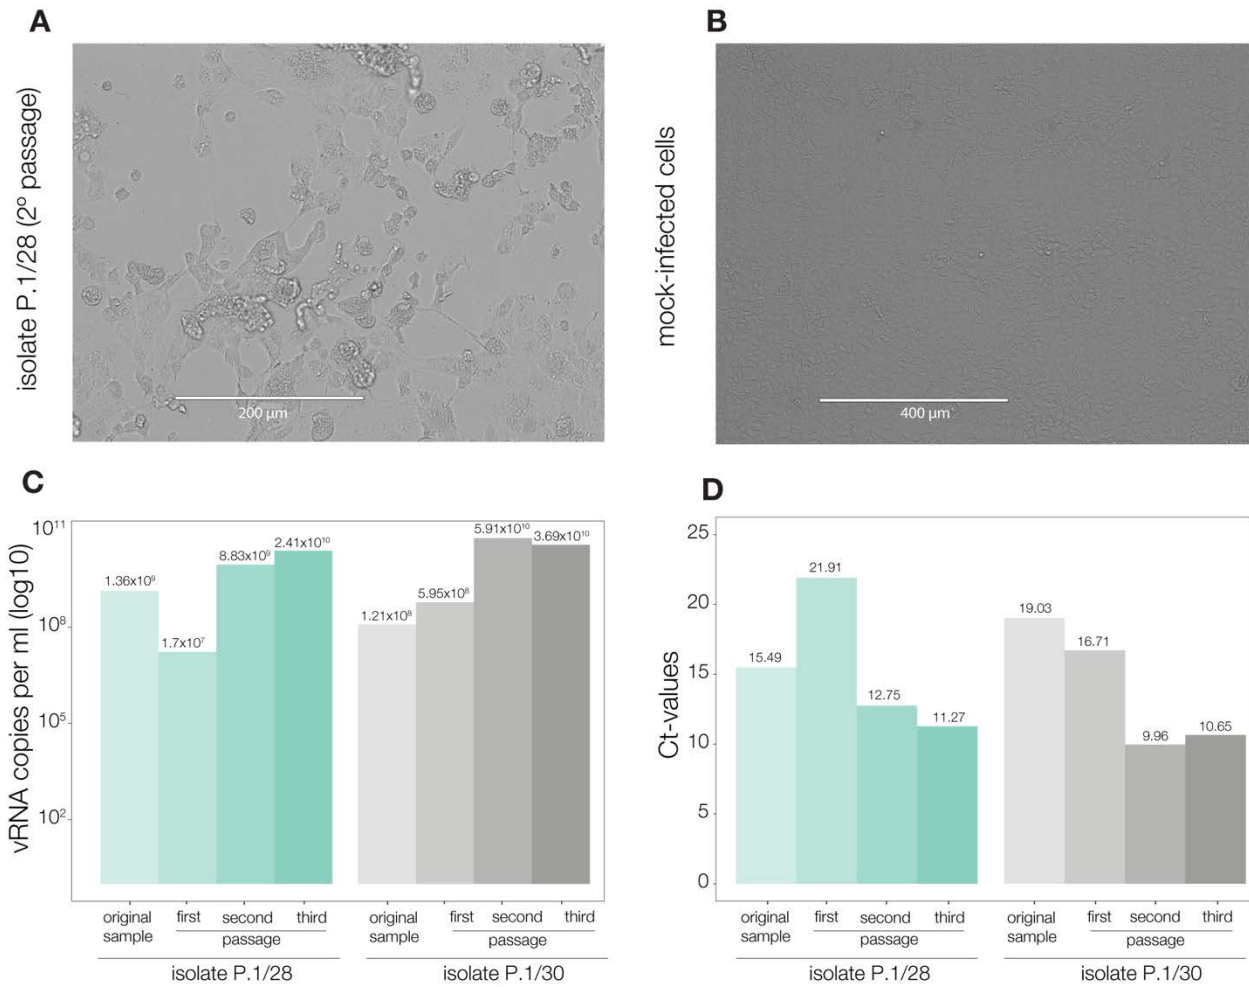 A
isolate P.1/28 (2° passage)
200 µm
B
mock-infected cells
400 µm
C
vRNA copies per ml (log10)
10¹¹
10⁸
10⁵
10²
1.36x10⁹
1.7x10⁷
8.83x10⁹
2.41x10¹⁰
1.21x10⁸
5.95x10⁸
5.91x10¹⁰
3.69x10¹⁰
original first second third original first second third
sample passage sample passage
isolate P.1/28 isolate P.1/30
D
Ct-values
25
20
15
10
5
0
15.49
21.91
12.75
11.27
19.03
16.71
9.96
10.65
original first second third original first second third
sample passage sample passage
isolate P.1/28 isolate P.1/30